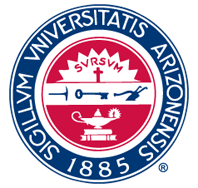 SIGILLVM VNIVERSITATIS ARIZONENSIS
SVRSVM
1885
®